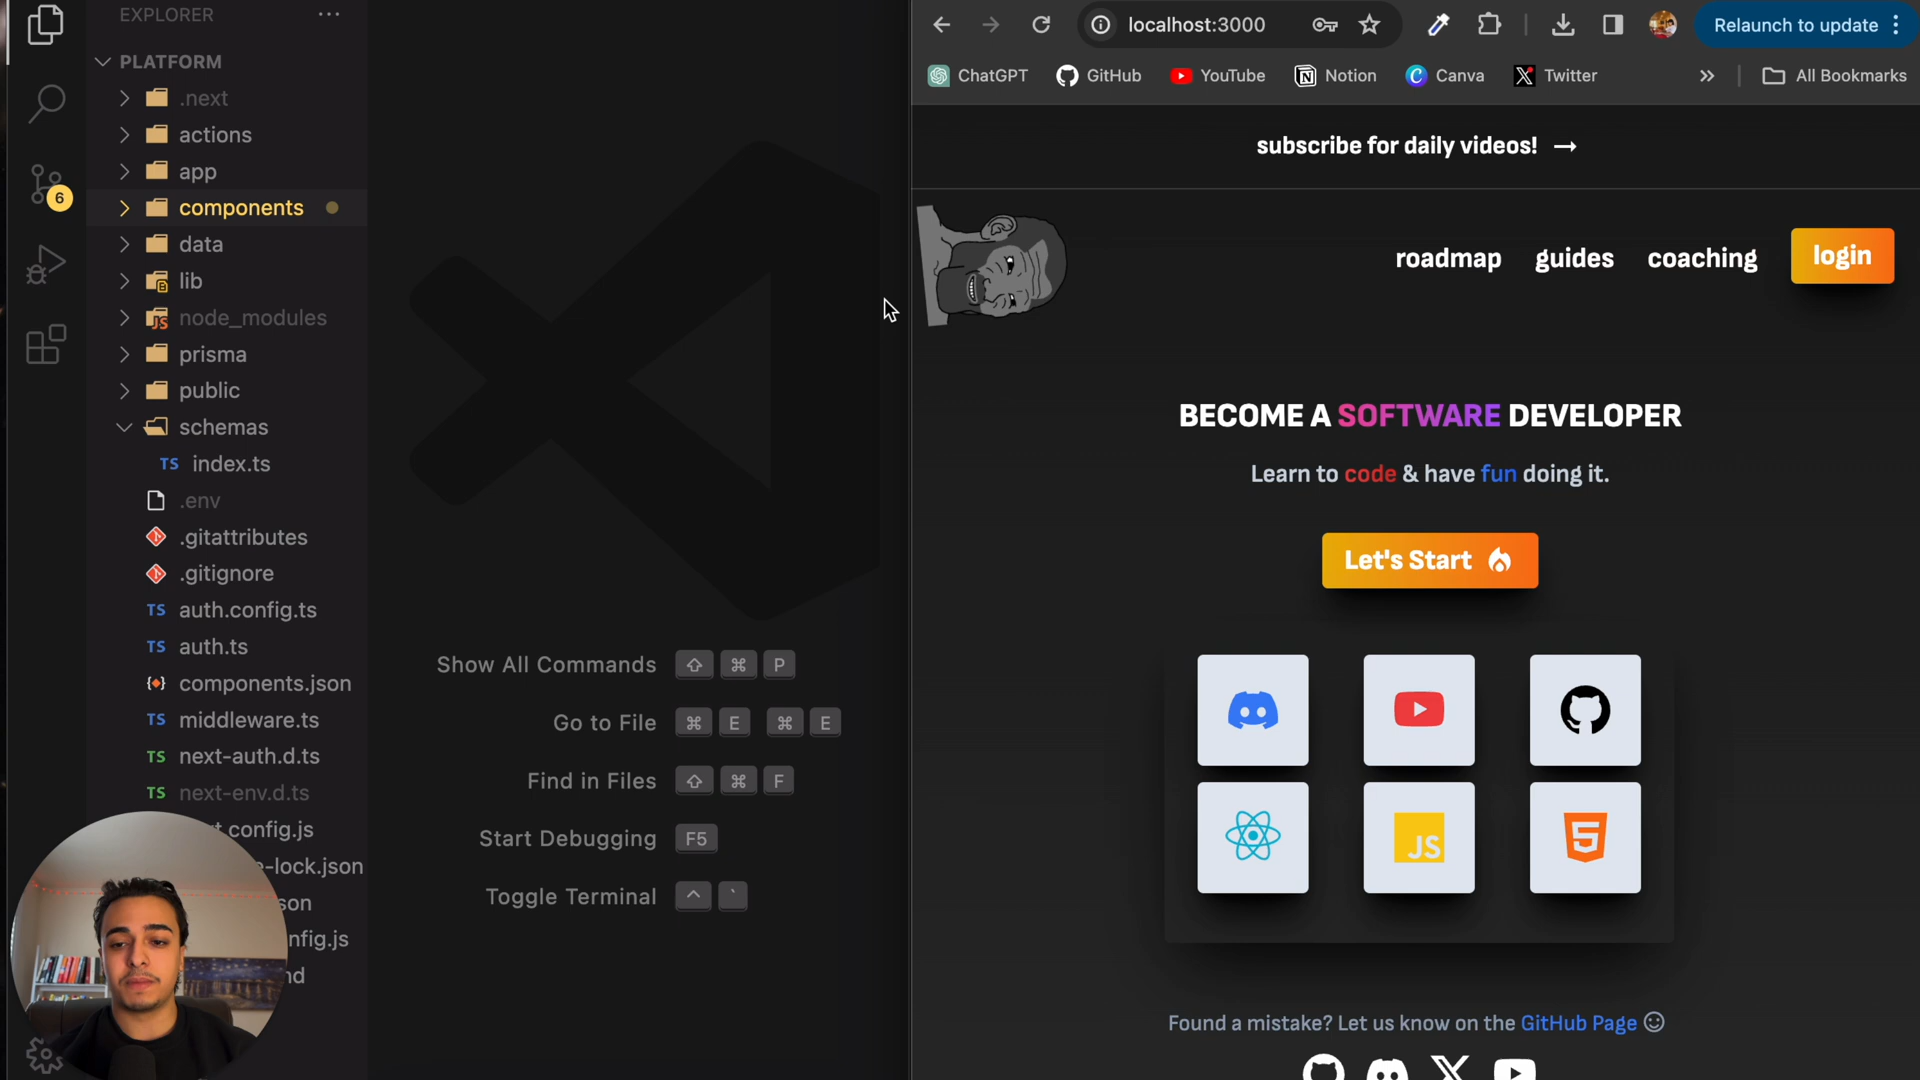 EXPLORER
PLATFORM
.next
actions
app
components
data
lib
node_modules
prisma
public
schemas
TS index.ts
.env
.gitattributes
.gitignore
TS auth.config.ts
TS auth.ts
components.json
TS middleware.ts
TS next-auth.d.ts
TS next-env.d.ts
config.js
-lock.json
6
Show All Commands ⇧ ⌘ P
Go to File ⌘ E ⌘ E
Find in Files ⇧ ⌘ F
Start Debugging F5
Toggle Terminal ^ `
localhost:3000
Relaunch to update
ChatGPT GitHub YouTube Notion Canva Twitter » All Bookmarks
subscribe for daily videos! →
roadmap guides coaching login
BECOME A SOFTWARE DEVELOPER
Learn to code & have fun doing it.
Let's Start
JS
5
Found a mistake? Let us know on the GitHub Page